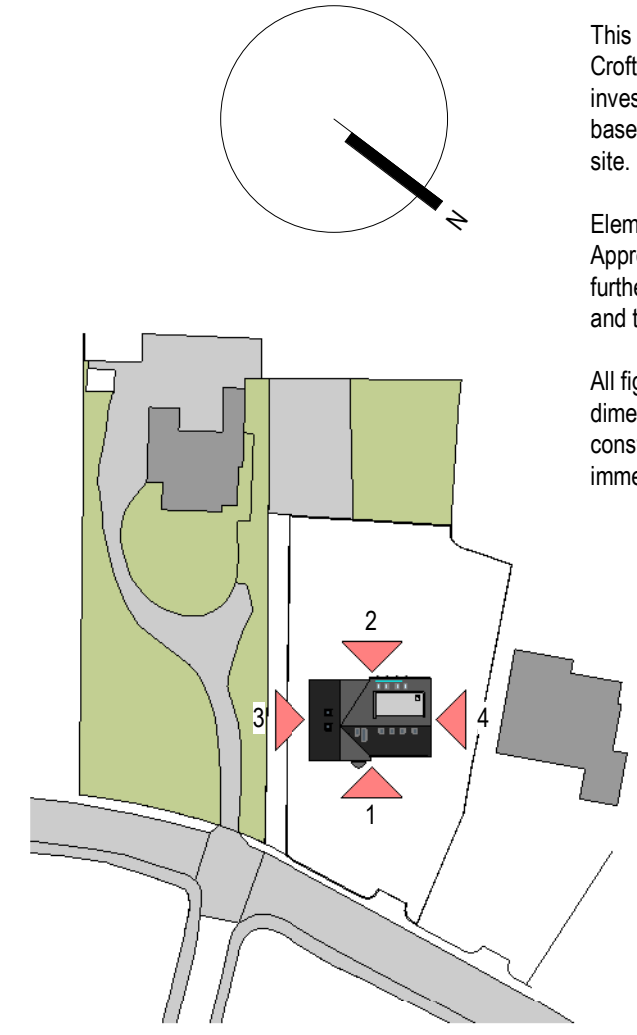 This
Croft
inves
base
site.
Elem
Appro
furthe
and t
All fig
dime
cons
imme
N
2
3
4
1